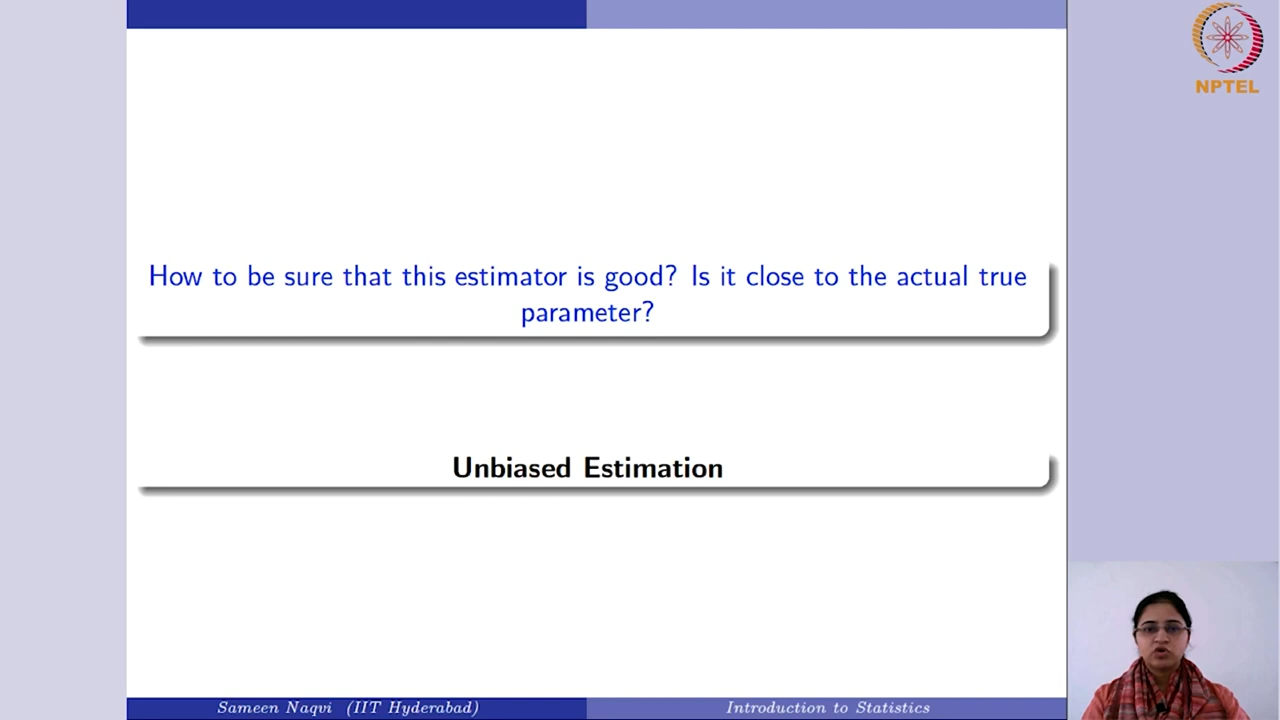 NPTEL
How to be sure that this estimator is good? Is it close to the actual true
parameter?
Unbiased Estimation
Sameen Naqvi (IIT Hyderabad)
Introduction to Statistics